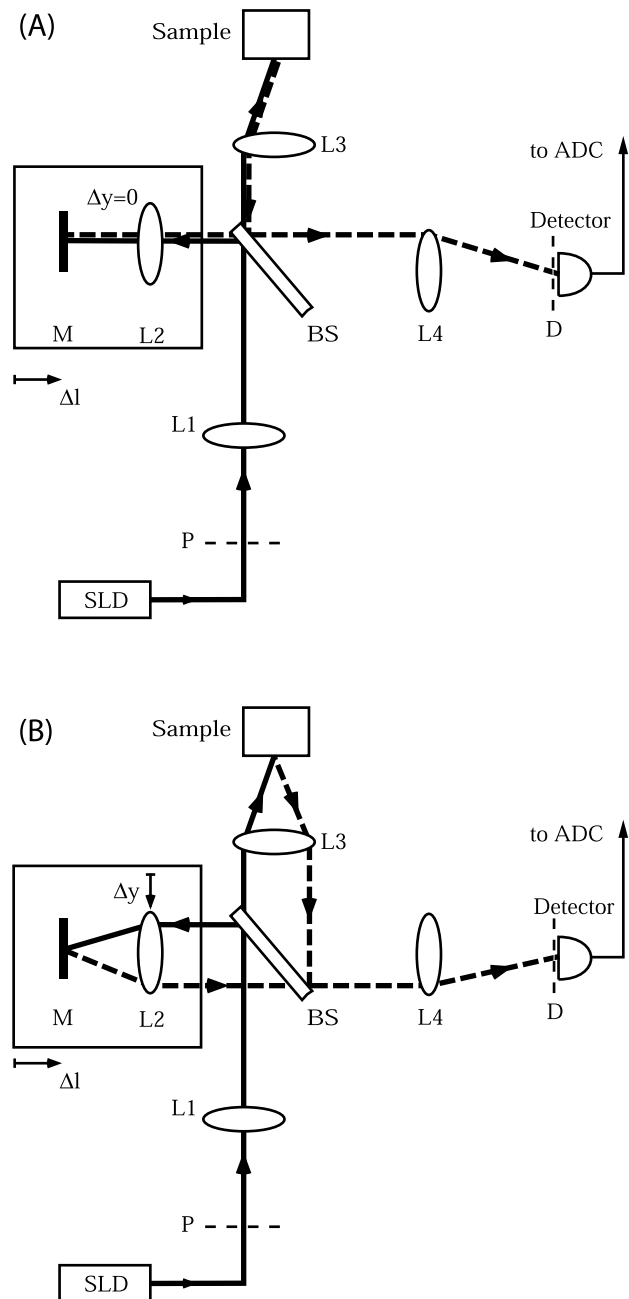 (A)
Sample
L3
to ADC
Δy=0
Detector
M
L2
BS
L4
D
Δl
L1
P
SLD
(B)
Sample
L3
to ADC
Δy
Detector
M
L2
BS
L4
D
Δl
L1
P
SLD